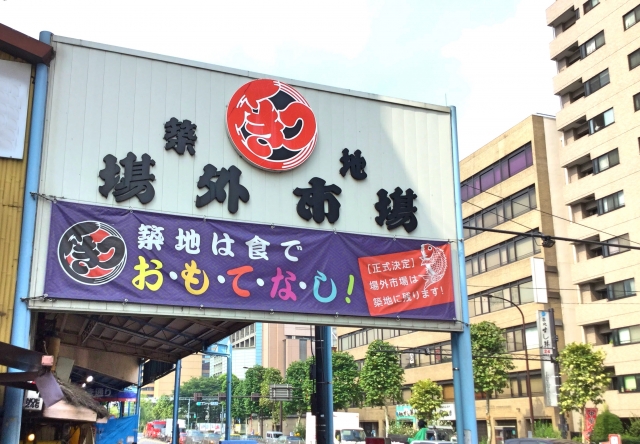 築地
場外市場
築地は食で
お・も・て・な・し!
【正式決定】
場外市場は
築地に残ります!